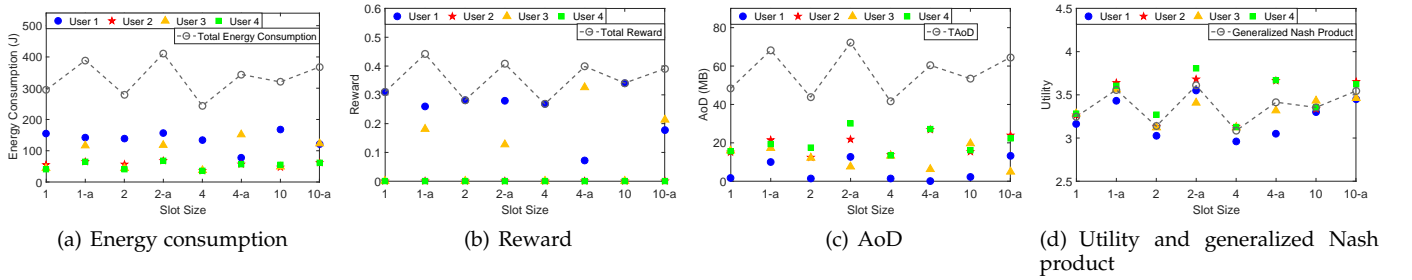 User 1 User 2 User 3 User 4
Total Energy Consumption
Energy Consumption (J)
500
400
300
200
100
0
1 1-a 2 2-a 4 4-a 10 10-a
Slot Size
(a) Energy consumption
User 1 User 2 User 3 User 4
Total Reward
Reward
0.8
0.6
0.4
0.2
0
1 1-a 2 2-a 4 4-a 10 10-a
Slot Size
(b) Reward
User 1 User 2 User 3 User 4
TAoD
AoD (MB)
80
60
40
20
0
1 1-a 2 2-a 4 4-a 10 10-a
Slot Size
(c) AoD
User 1 User 2 User 3 User 4
Generalized Nash Product
Utility
4.5
4
3.5
3
2.5
1 1-a 2 2-a 4 4-a 10 10-a
Slot Size
(d) Utility and generalized Nash
product